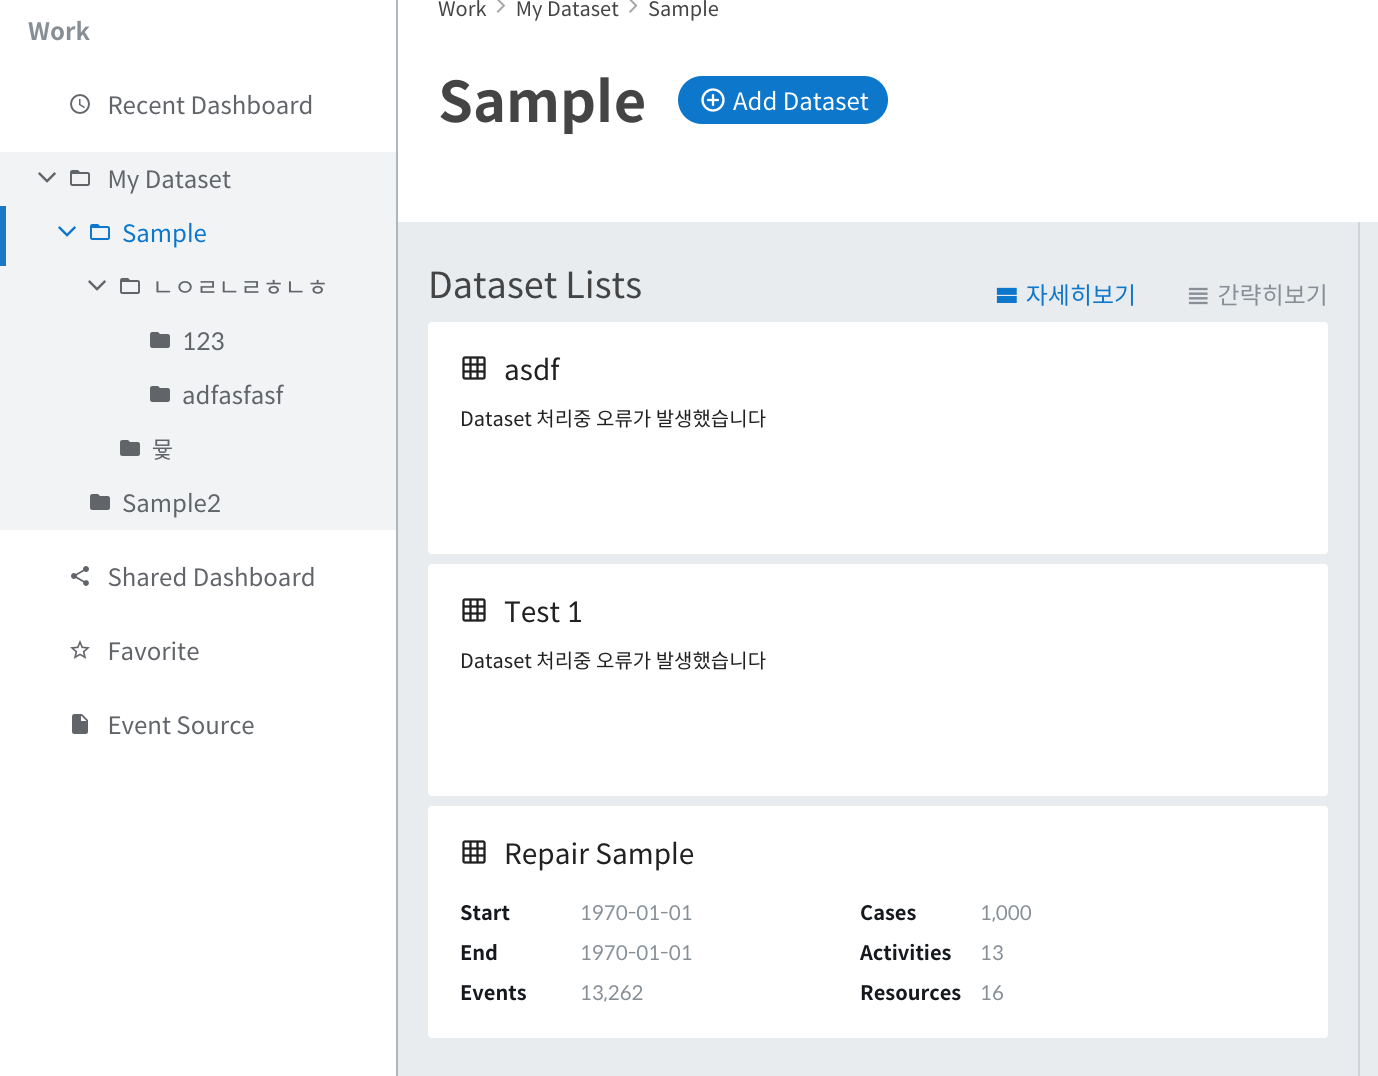 Work
Recent Dashboard
My Dataset
Sample
ㄴㅇㄹㄴㄹㅎㄴㅎ
123
adfasfasf
뮻
Sample2
Shared Dashboard
Favorite
Event Source
Work > My Dataset > Sample
Sample
Add Dataset
Dataset Lists
자세히보기
간략히보기
asdf
Dataset 처리중 오류가 발생했습니다
Test 1
Dataset 처리중 오류가 발생했습니다
Repair Sample
Start 1970-01-01 Cases 1,000
End 1970-01-01 Activities 13
Events 13,262 Resources 16